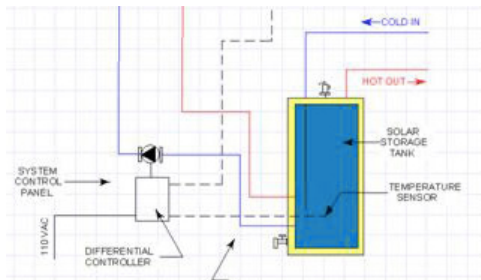 COLD IN
HOT OUT
SOLAR
STORAGE
TANK
SYSTEM
CONTROL
PANEL
TEMPERATURE
SENSOR
110 VAC
DIFFERENTIAL
CONTROLLER